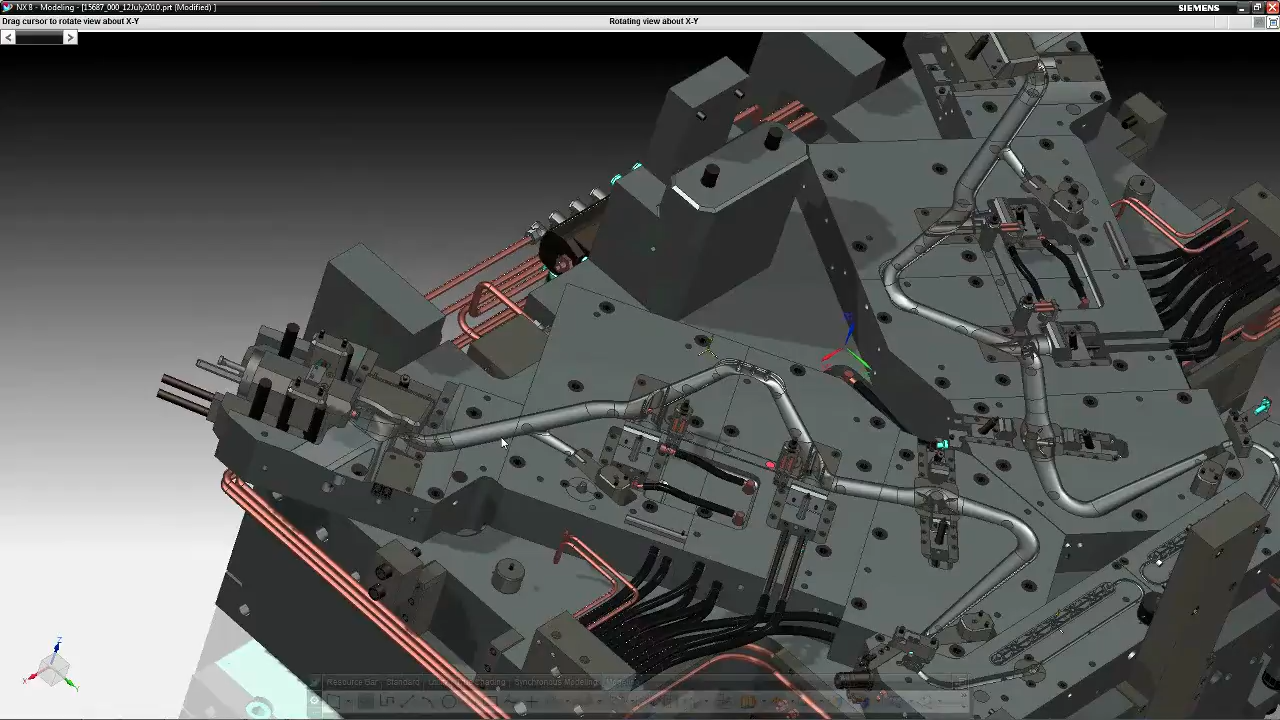 NX 8 - Modeling - [15687_000_12July2010.prt (Modified) ]
SIEMENS
Drag cursor to rotate view about X-Y
Rotating view about X-Y
Z
X
Y
Resource Bar Standard Synchronous Modeling